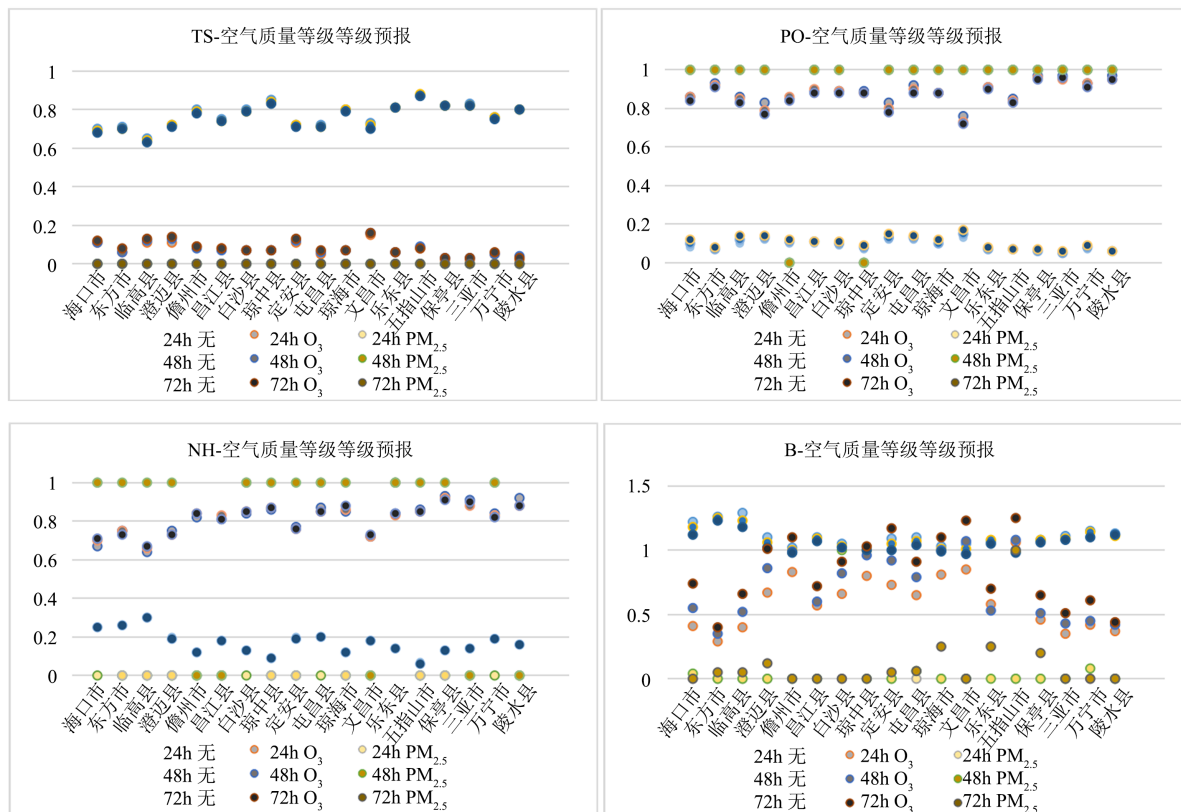 TS-空气质量等级等级预报
1
0.8
0.6
0.4
0.2
0
海口市 东方市 临高县 澄迈县 儋州市 昌江县 白沙县 琼中县 定安县 屯昌县 琼海市 文昌市 乐东县 五指山市 保亭县 三亚市 万宁市 陵水县
24h 无 24h O₃ 24h PM₂.₅
48h 无 48h O₃ 48h PM₂.₅
72h 无 72h O₃ 72h PM₂.₅
PO-空气质量等级等级预报
1
0.8
0.6
0.4
0.2
0
海口市 东方市 临高县 澄迈县 儋州市 昌江县 白沙县 琼中县 定安县 屯昌县 琼海市 文昌市 乐东县 五指山市 保亭县 三亚市 万宁市 陵水县
24h 无 24h O₃ 24h PM₂.₅
48h 无 48h O₃ 48h PM₂.₅
72h 无 72h O₃ 72h PM₂.₅
NH-空气质量等级等级预报
1
0.8
0.6
0.4
0.2
0
海口市 东方市 临高县 澄迈县 儋州市 昌江县 白沙县 琼中县 定安县 屯昌县 琼海市 文昌市 乐东县 五指山市 保亭县 三亚市 万宁市 陵水县
24h 无 24h O₃ 24h PM₂.₅
48h 无 48h O₃ 48h PM₂.₅
72h 无 72h O₃ 72h PM₂.₅
B-空气质量等级等级预报
1.5
1
0.5
0
海口市 东方市 临高县 澄迈县 儋州市 昌江县 白沙县 琼中县 定安县 屯昌县 琼海市 文昌市 乐东县 五指山市 保亭县 三亚市 万宁市 陵水县
24h 无 24h O₃ 24h PM₂.₅
48h 无 48h O₃ 48h PM₂.₅
72h 无 72h O₃ 72h PM₂.₅